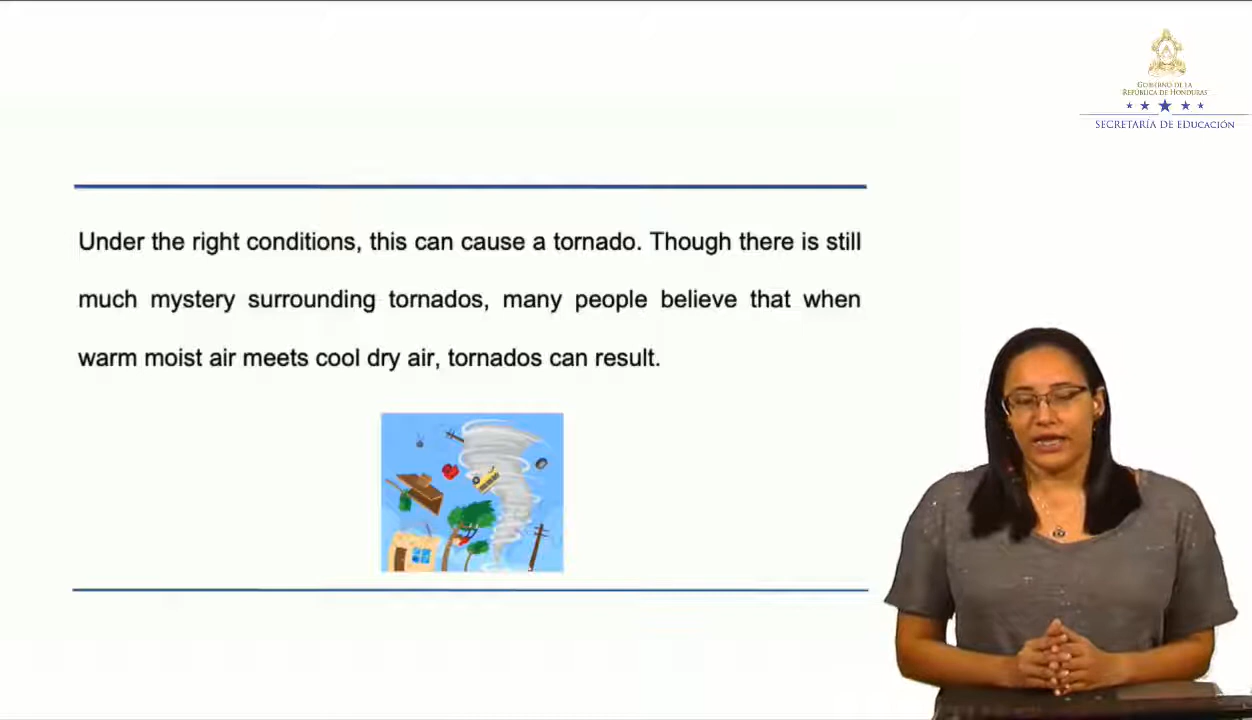 GOBIERNO DE LA
REPÚBLICA DE HONDURAS
SECRETARÍA DE EDUCACIÓN
Under the right conditions, this can cause a tornado. Though there is still
much mystery surrounding tornados, many people believe that when
warm moist air meets cool dry air, tornados can result.